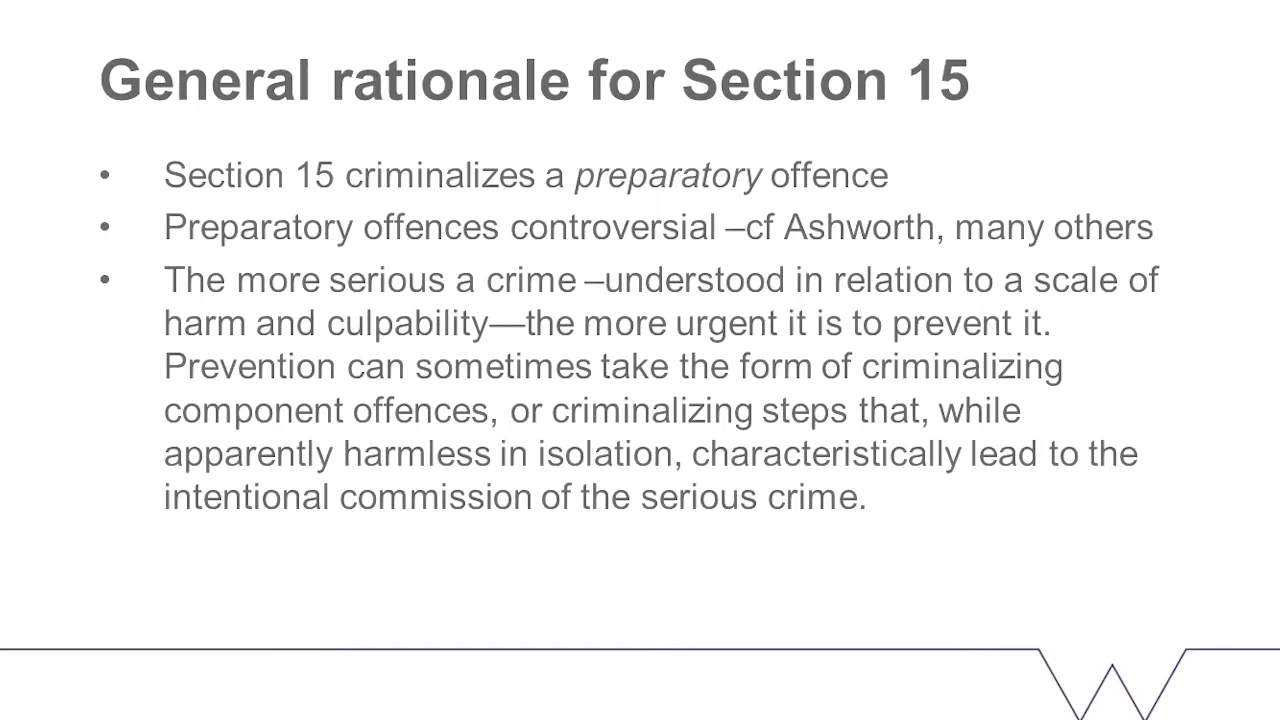 General rationale for Section 15
• Section 15 criminalizes a preparatory offence
• Preparatory offences controversial –cf Ashworth, many others
• The more serious a crime –understood in relation to a scale of
harm and culpability—the more urgent it is to prevent it.
Prevention can sometimes take the form of criminalizing
component offences, or criminalizing steps that, while
apparently harmless in isolation, characteristically lead to the
intentional commission of the serious crime.